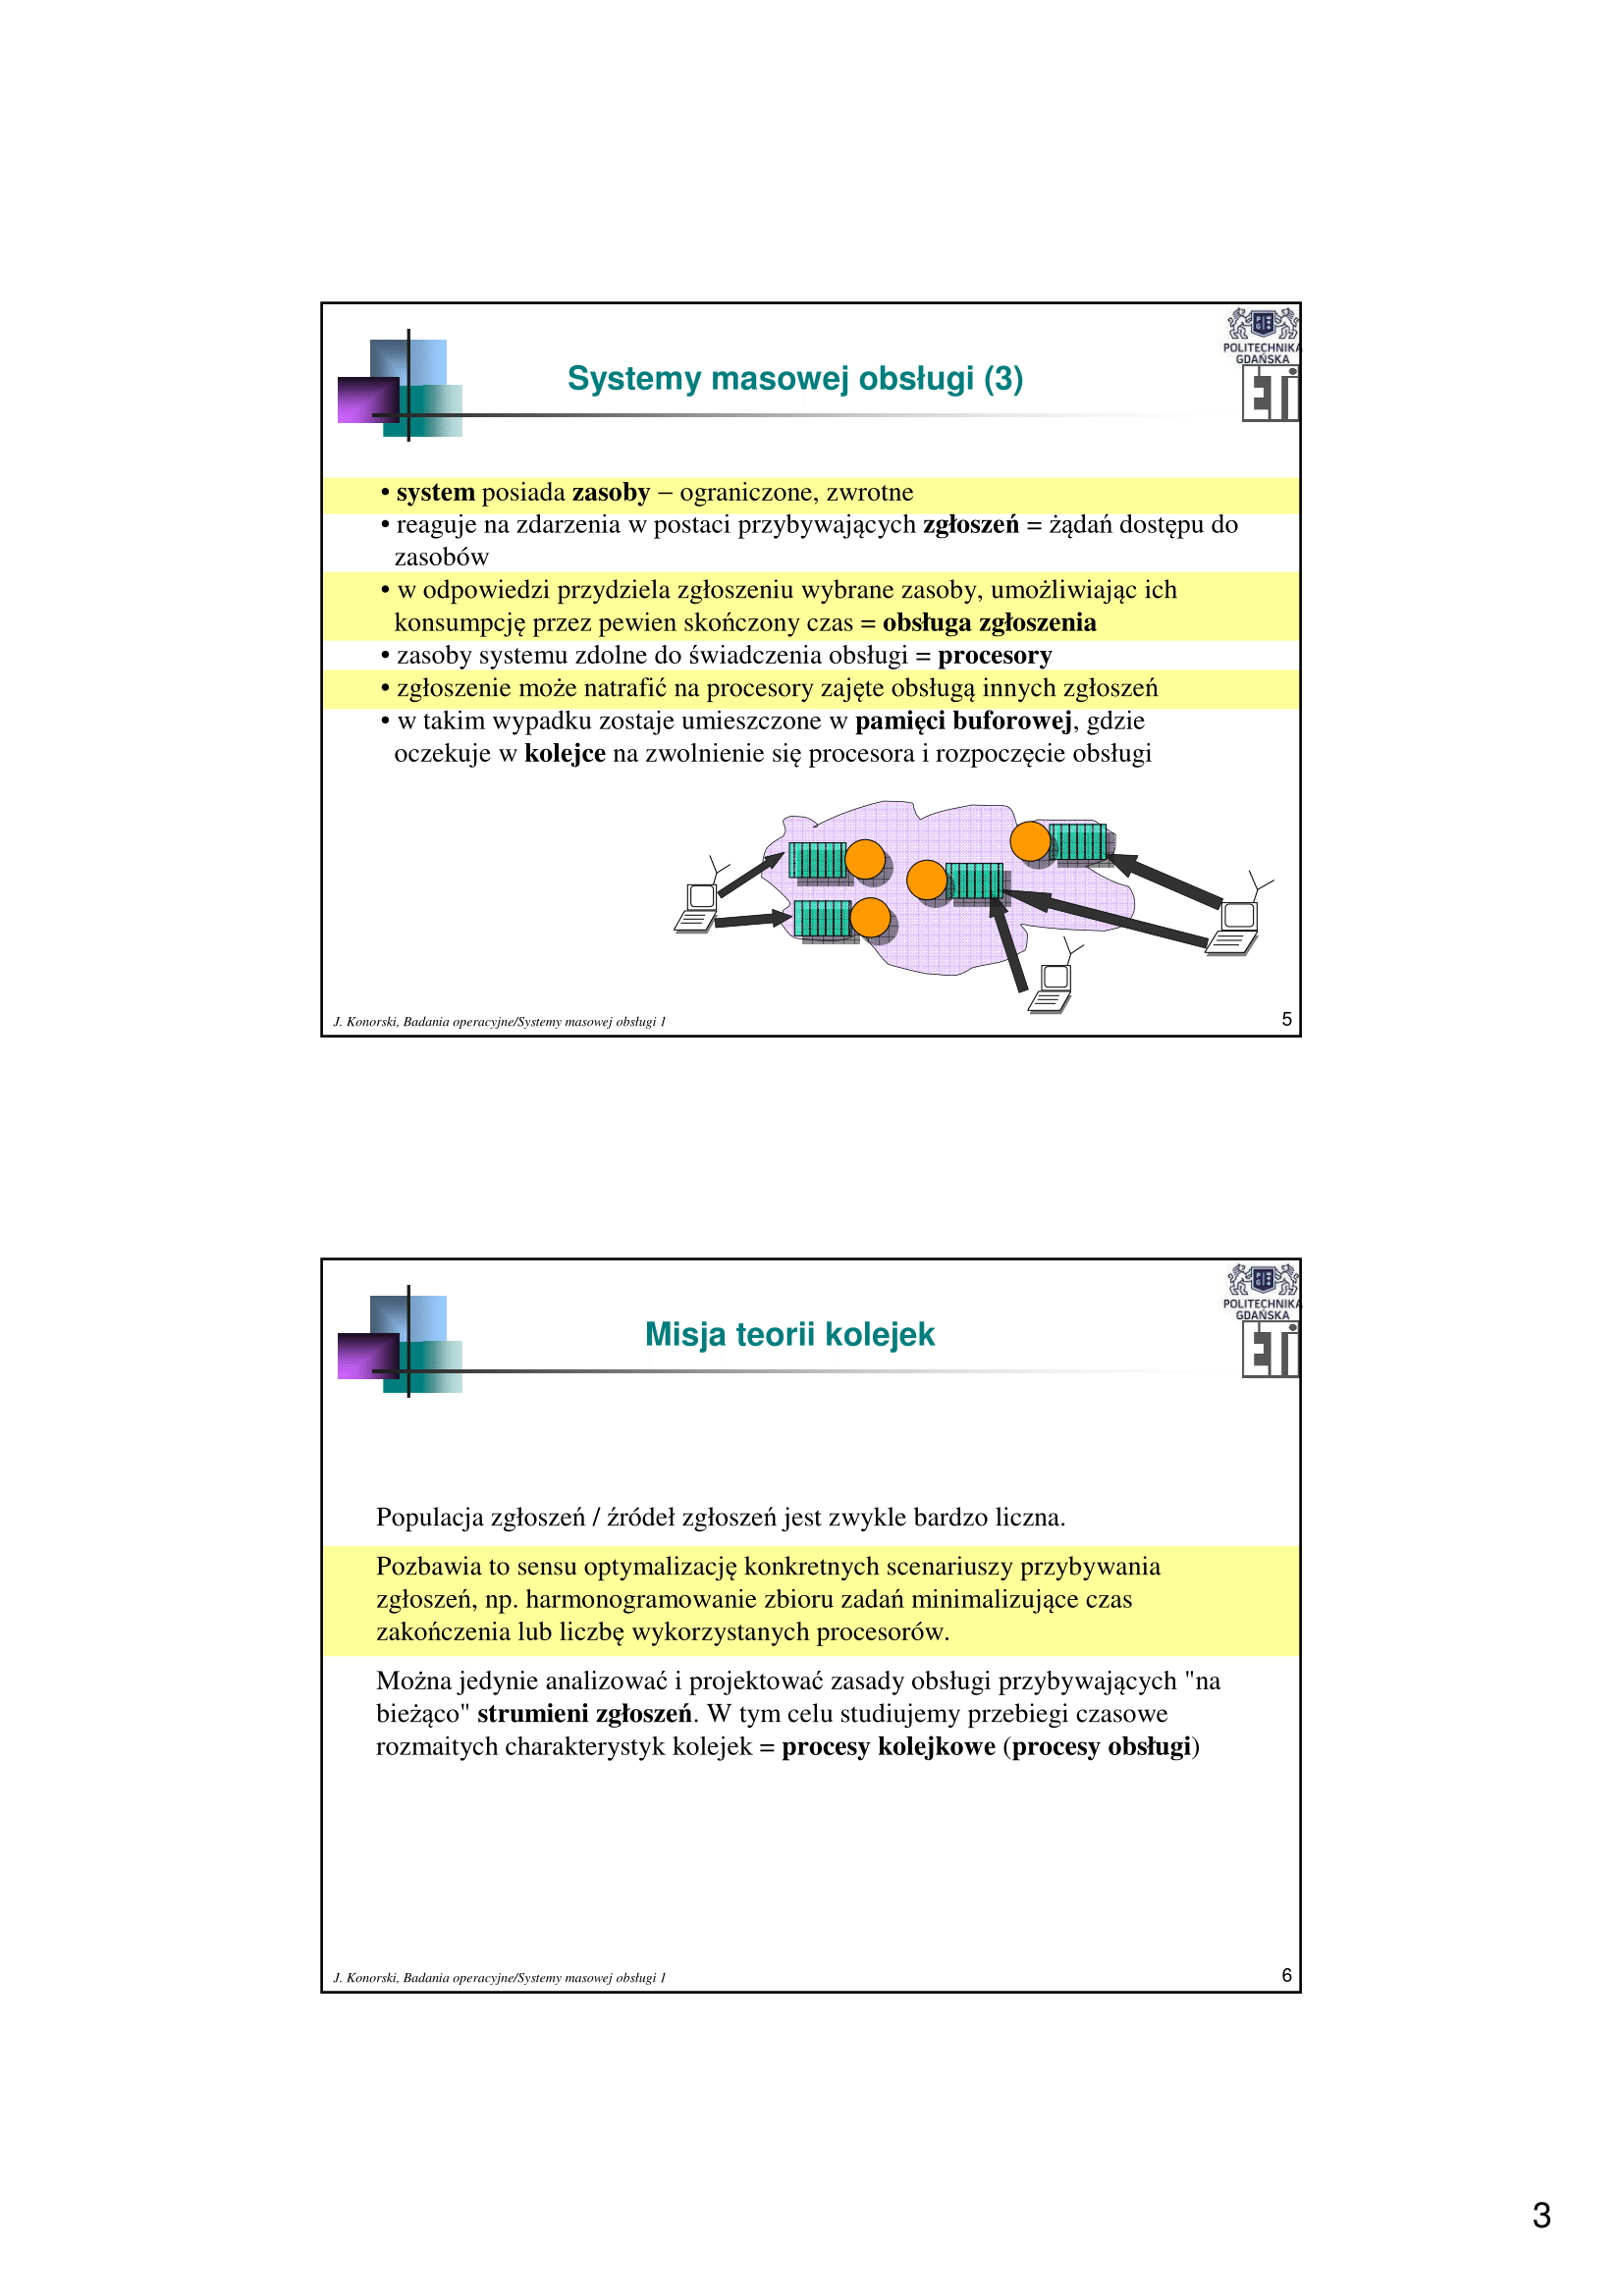 POLITECHNIKA
GDAŃSKA
ETI
Systemy masowej obsługi (3)
• system posiada zasoby – ograniczone, zwrotne
• reaguje na zdarzenia w postaci przybywających zgłoszeń = żądań dostępu do
zasobów
• w odpowiedzi przydziela zgłoszeniu wybrane zasoby, umożliwiając ich
konsumpcję przez pewien skończony czas = obsługa zgłoszenia
• zasoby systemu zdolne do świadczenia obsługi = procesory
• zgłoszenie może natrafić na procesory zajęte obsługą innych zgłoszeń
• w takim wypadku zostaje umieszczone w pamięci buforowej, gdzie
oczekuje w kolejce na zwolnienie się procesora i rozpoczęcie obsługi
J. Konorski, Badania operacyjne/Systemy masowej obsługi 1
5
POLITECHNIKA
GDAŃSKA
ETI
Misja teorii kolejek
Populacja zgłoszeń / źródeł zgłoszeń jest zwykle bardzo liczna.
Pozbawia to sensu optymalizację konkretnych scenariuszy przybywania
zgłoszeń, np. harmonogramowanie zbioru zadań minimalizujące czas
zakończenia lub liczbę wykorzystanych procesorów.
Można jedynie analizować i projektować zasady obsługi przybywających "na
bieżąco" strumieni zgłoszeń. W tym celu studiujemy przebiegi czasowe
rozmaitych charakterystyk kolejek = procesy kolejkowe (procesy obsługi)
J. Konorski, Badania operacyjne/Systemy masowej obsługi 1
6
3